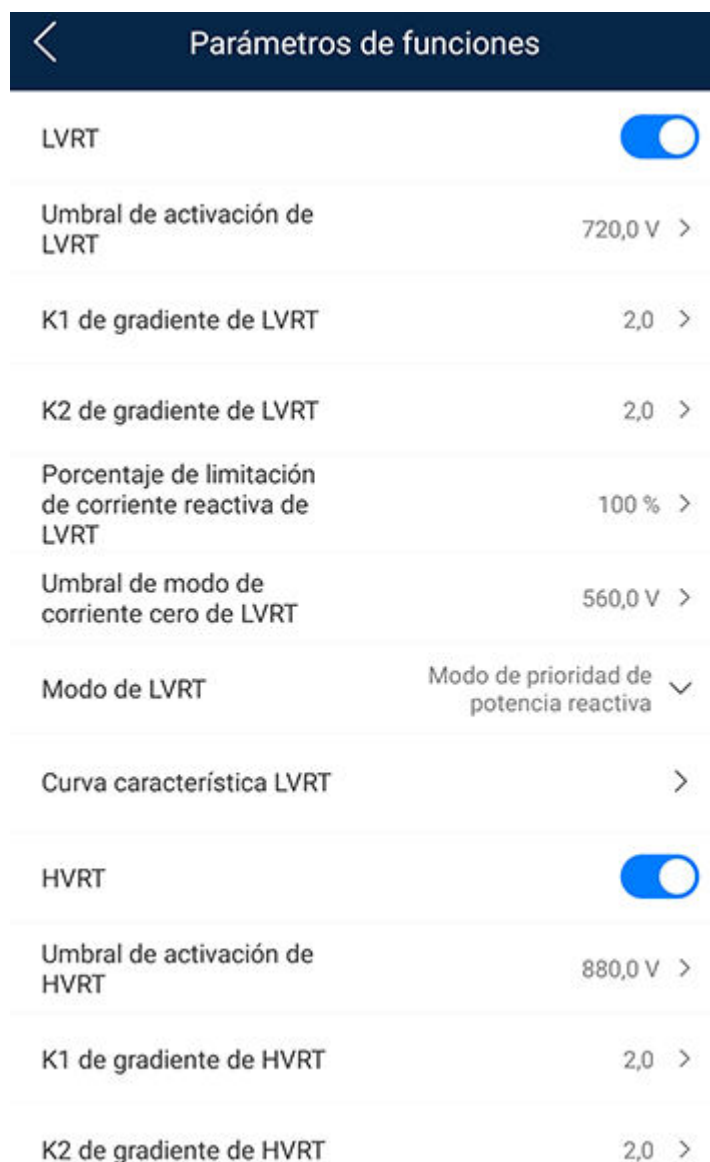 Parámetros de funciones
LVRT
Umbral de activación de
LVRT
720,0 V
K1 de gradiente de LVRT
2,0
K2 de gradiente de LVRT
2,0
Porcentaje de limitación
de corriente reactiva de
LVRT
100 %
Umbral de modo de
corriente cero de LVRT
560,0 V
Modo de LVRT
Modo de prioridad de
potencia reactiva
Curva característica LVRT
HVRT
Umbral de activación de
HVRT
880,0 V
K1 de gradiente de HVRT
2,0
K2 de gradiente de HVRT
2,0